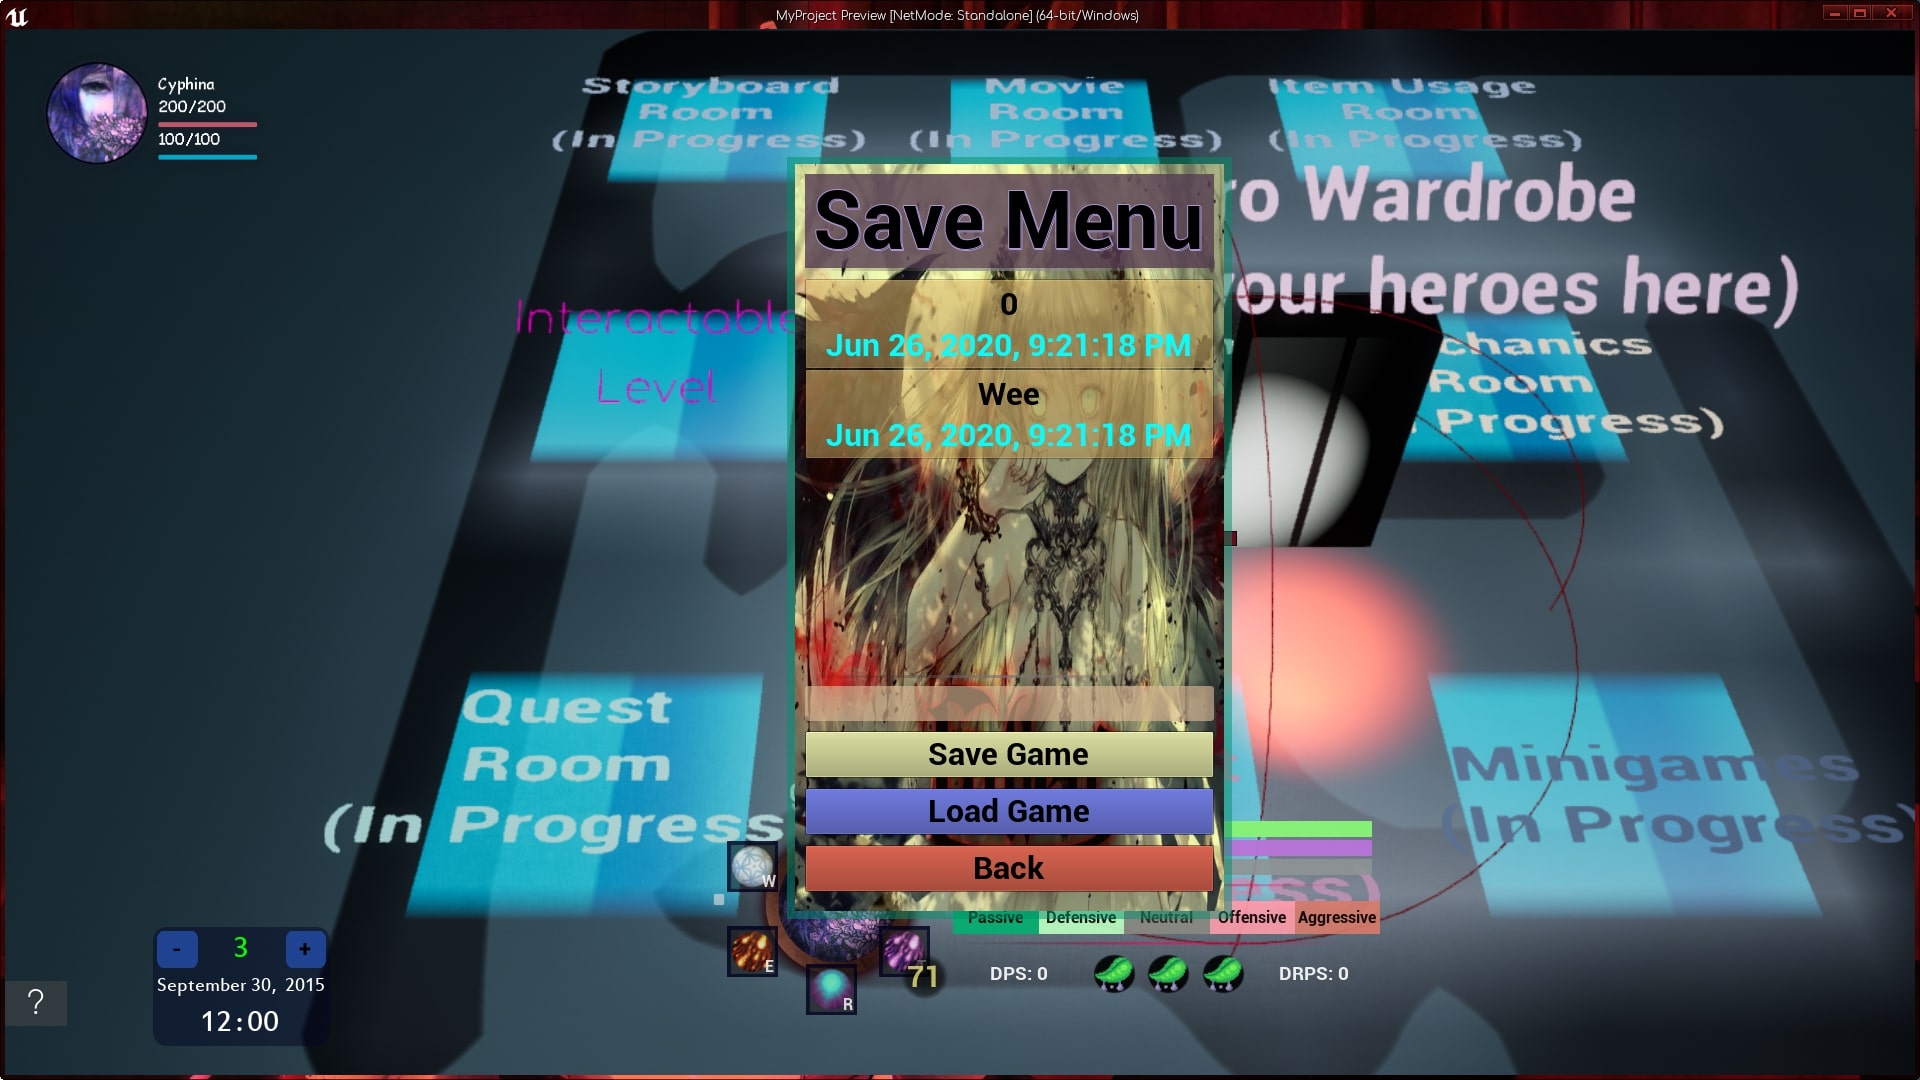 MyProject Preview [NetMode: Standalone] (64-bit/Windows)
Cyphina
200/200
100/100
Storyboard
Room
(In Progress)
Movie
Room
(In Progress)
Item Usage
Room
(In Progress)
ro Wardrobe
your heroes here)
Interactable
Level
chanics
Room
Progress)
Save Menu
0
Jun 26, 2020, 9:21:18 PM
Wee
Jun 26, 2020, 9:21:18 PM
Save Game
Load Game
Back
Quest
Room
(In Progress
Minigames
(In Progress)
ess)
W
E
R
71
Passive Defensive Neutral Offensive Aggressive
DPS: 0
DRPS: 0
- 3 +
September 30, 2015
12:00
?